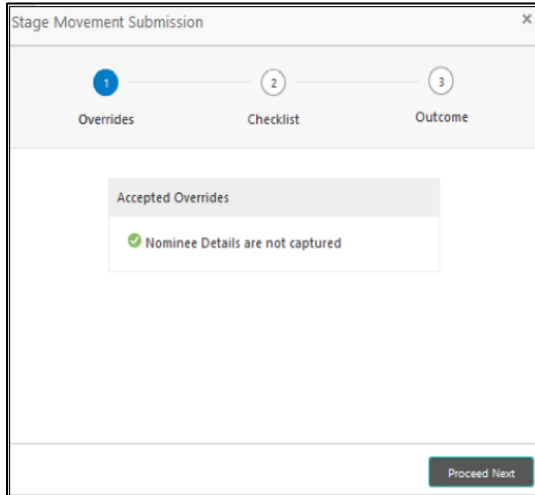 Stage Movement Submission ×
1 2 3
Overrides Checklist Outcome
Accepted Overrides
Nominee Details are not captured
Proceed Next